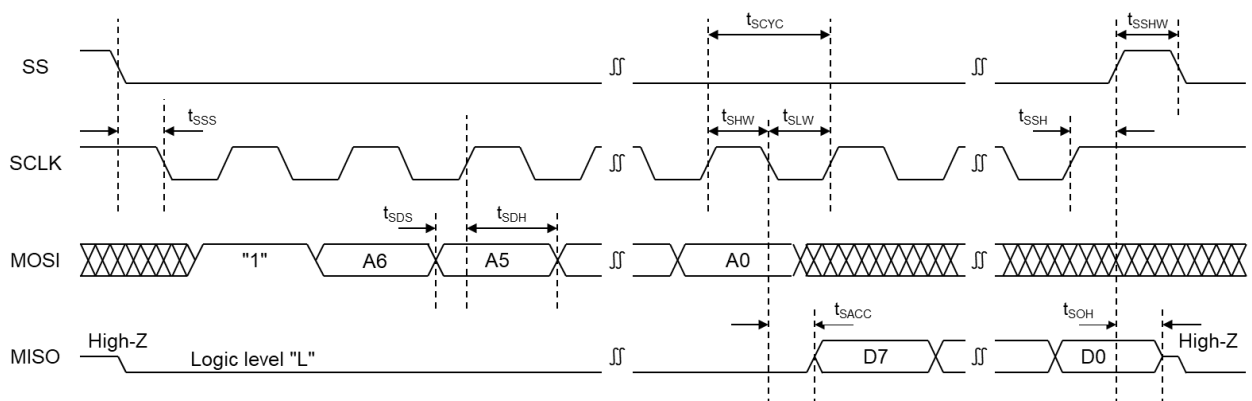 tSCYC
tSSHW
SS
tSSS
tSHW
tSLW
tSSH
SCLK
tSDS
tSDH
MOSI
"1"
A6
A5
A0
tSACC
tSOH
High-Z
High-Z
MISO
Logic level "L"
D7
D0